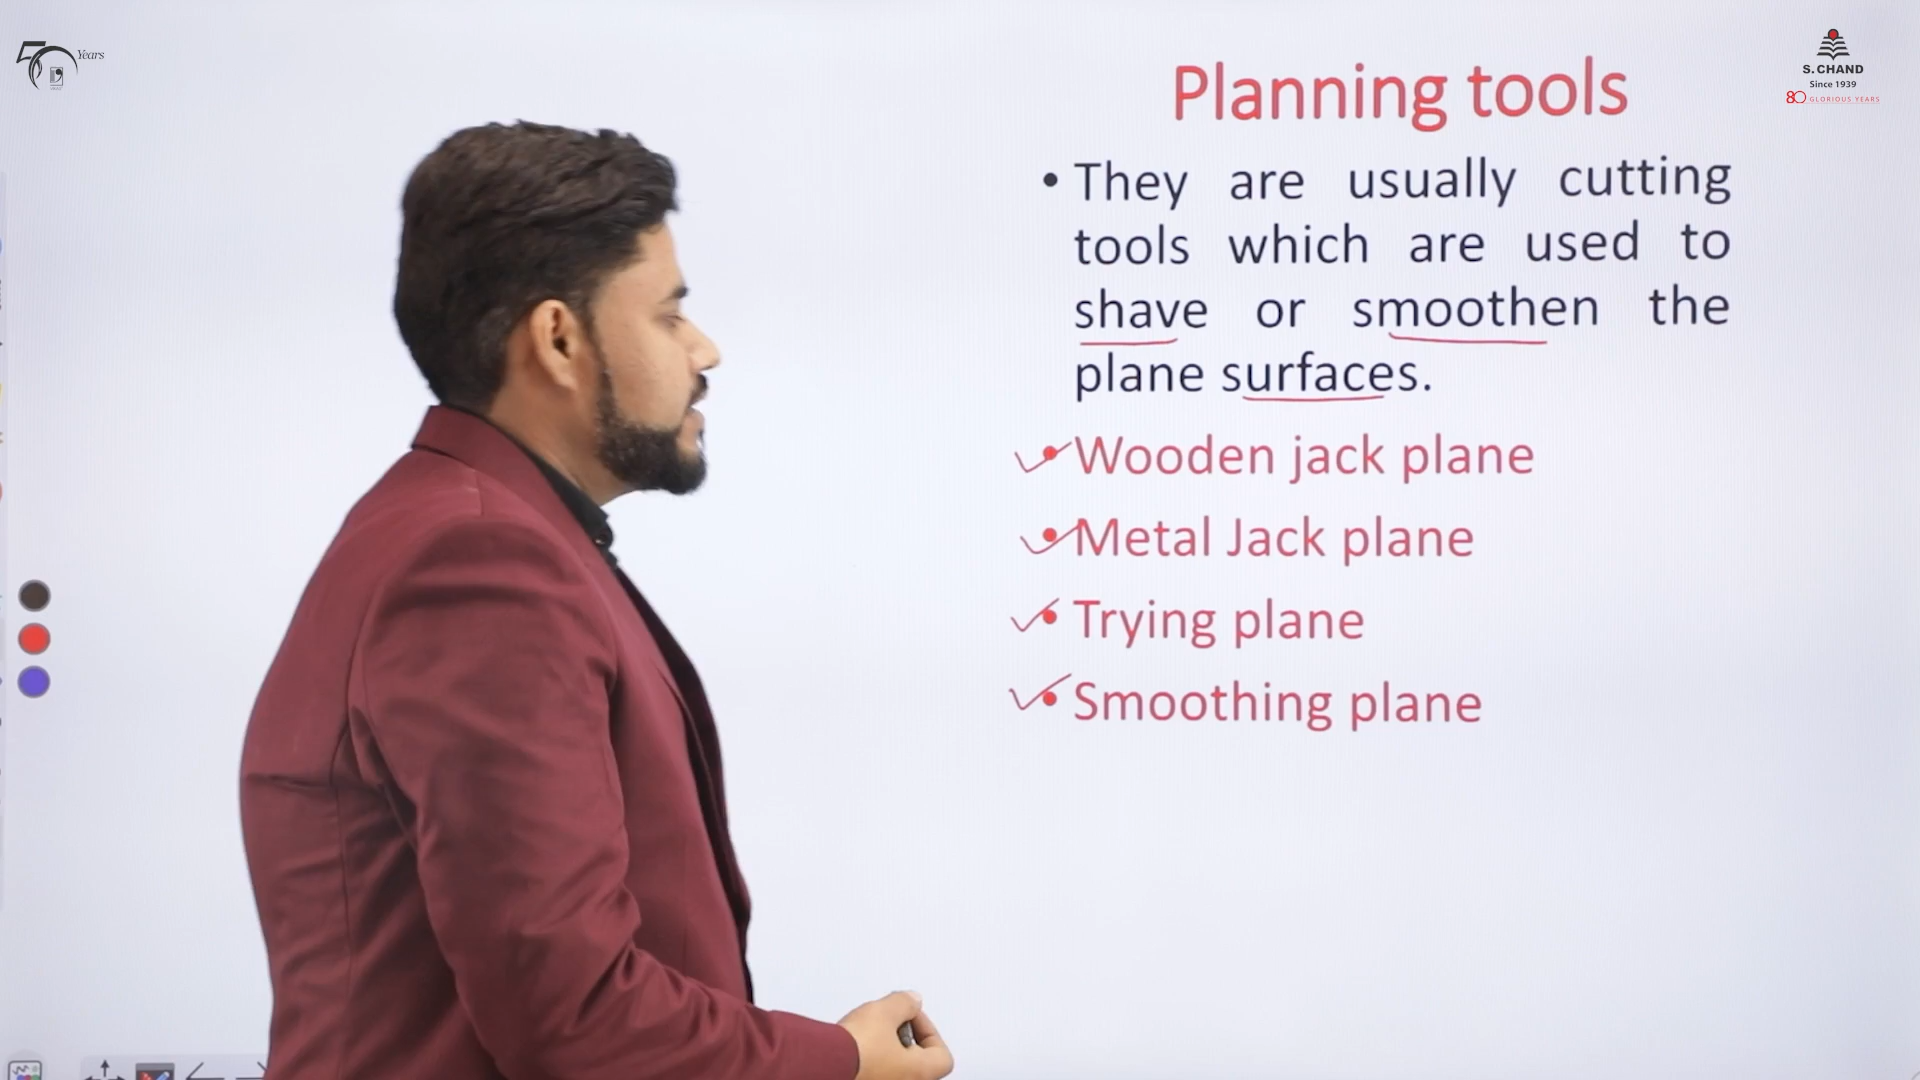 50 Years
S. CHAND
Since 1939
80 GLORIOUS YEARS
Planning tools
• They are usually cutting
tools which are used to
shave or smoothen the
plane surfaces.
• Wooden jack plane
• Metal Jack plane
• Trying plane
• Smoothing plane